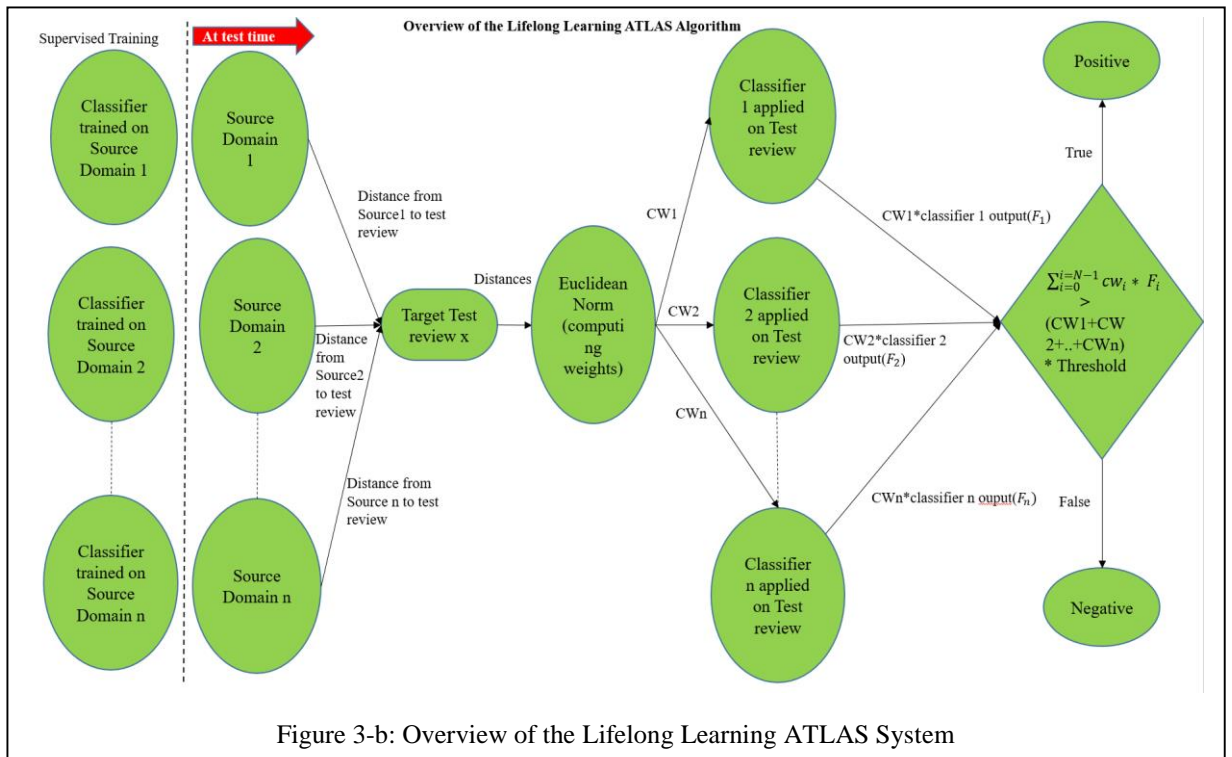 Overview of the Lifelong Learning ATLAS Algorithm
Supervised Training
At test time
Classifier
trained on
Source
Domain 1
Classifier
trained on
Source
Domain 2
Classifier
trained on
Source
Domain n
Source
Domain
1
Source
Domain
2
Source
Domain n
Distance from
Source1 to test
review
Distance
from
Source2
to test
review
Distance from
Source n to test
review
Target Test
review x
Distances
Euclidean
Norm
(computi
ng
weights)
CW1
CW2
CWn
Classifier
1 applied
on Test
review
Classifier
2 applied
on Test
review
Classifier
n applied
on Test
review
CW1*classifier 1 output(𝐹₁)
CW2*classifier 2
output(𝐹₂)
CWn*classifier n ouput(𝐹ₙ)
∑ᵢ₌₀ⁱ⁼ᴺ⁻¹ 𝑐𝑤ᵢ * 𝐹ᵢ
>
(CW1+CW
2+..+CWn)
* Threshold
True
Positive
False
Negative
Figure 3-b: Overview of the Lifelong Learning ATLAS System